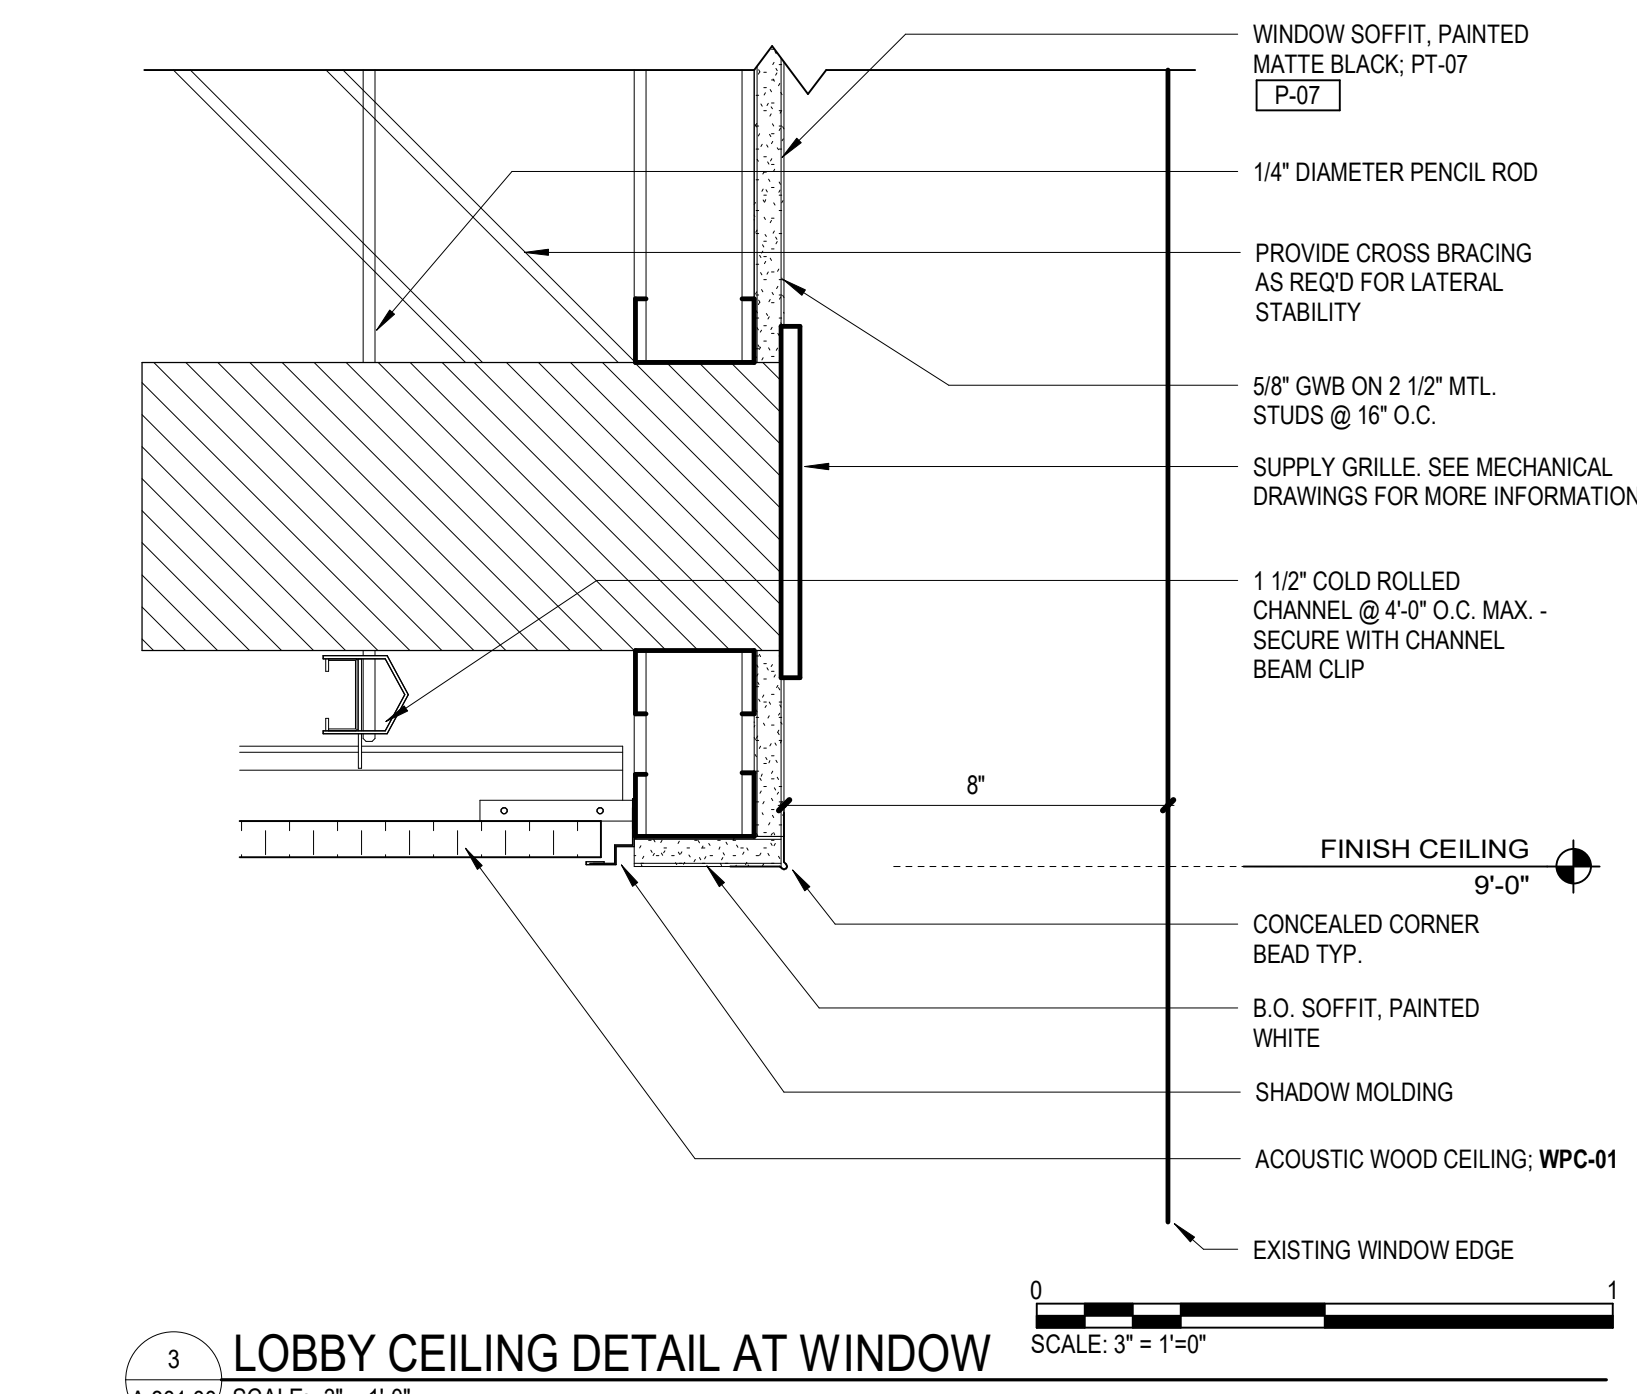 WINDOW SOFFIT, PAINTED
MATTE BLACK; PT-07
P-07
1/4" DIAMETER PENCIL ROD
PROVIDE CROSS BRACING
AS REQ'D FOR LATERAL
STABILITY
5/8" GWB ON 2 1/2" MTL.
STUDS @ 16" O.C.
SUPPLY GRILLE. SEE MECHANICAL
DRAWINGS FOR MORE INFORMATION
1 1/2" COLD ROLLED
CHANNEL @ 4'-0" O.C. MAX. -
SECURE WITH CHANNEL
BEAM CLIP
8"
FINISH CEILING
9'-0"
CONCEALED CORNER
BEAD TYP.
B.O. SOFFIT, PAINTED
WHITE
SHADOW MOLDING
ACOUSTIC WOOD CEILING; WPC-01
EXISTING WINDOW EDGE
0 1
SCALE: 3" = 1'=0"
3 LOBBY CEILING DETAIL AT WINDOW
SCALE: 3" = 1'-0"